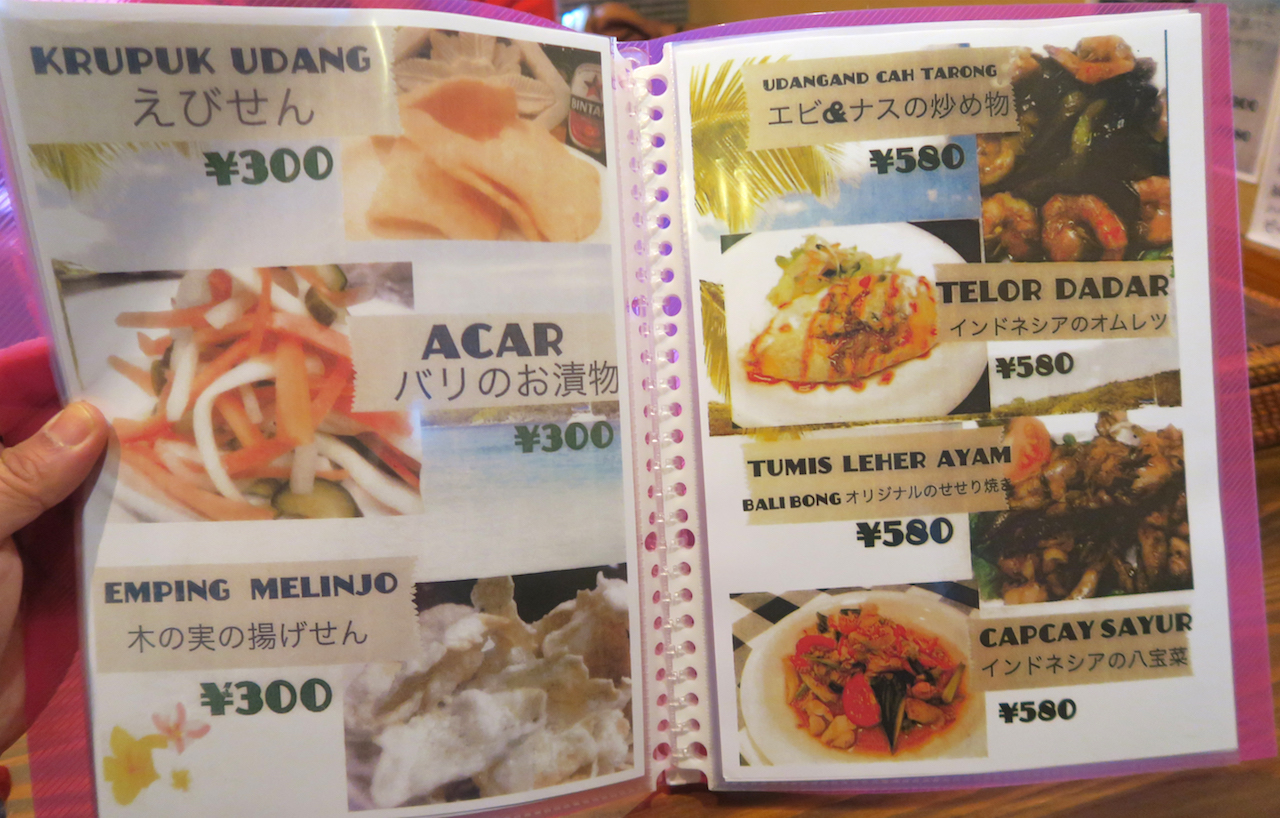 KRUPUK UDANG
えびせん
¥300
BINTANG
ACAR
バリのお漬物
¥300
EMPING MELINJO
木の実の揚げせん
¥300
UDANGAND CAH TARONG
エビ&ナスの炒め物
¥580
TELOR DADAR
インドネシアのオムレツ
¥580
TUMIS LEHER AYAM
BALI BONG オリジナルのせせり焼き
¥580
CAPCAY SAYUR
インドネシアの八宝菜
¥580